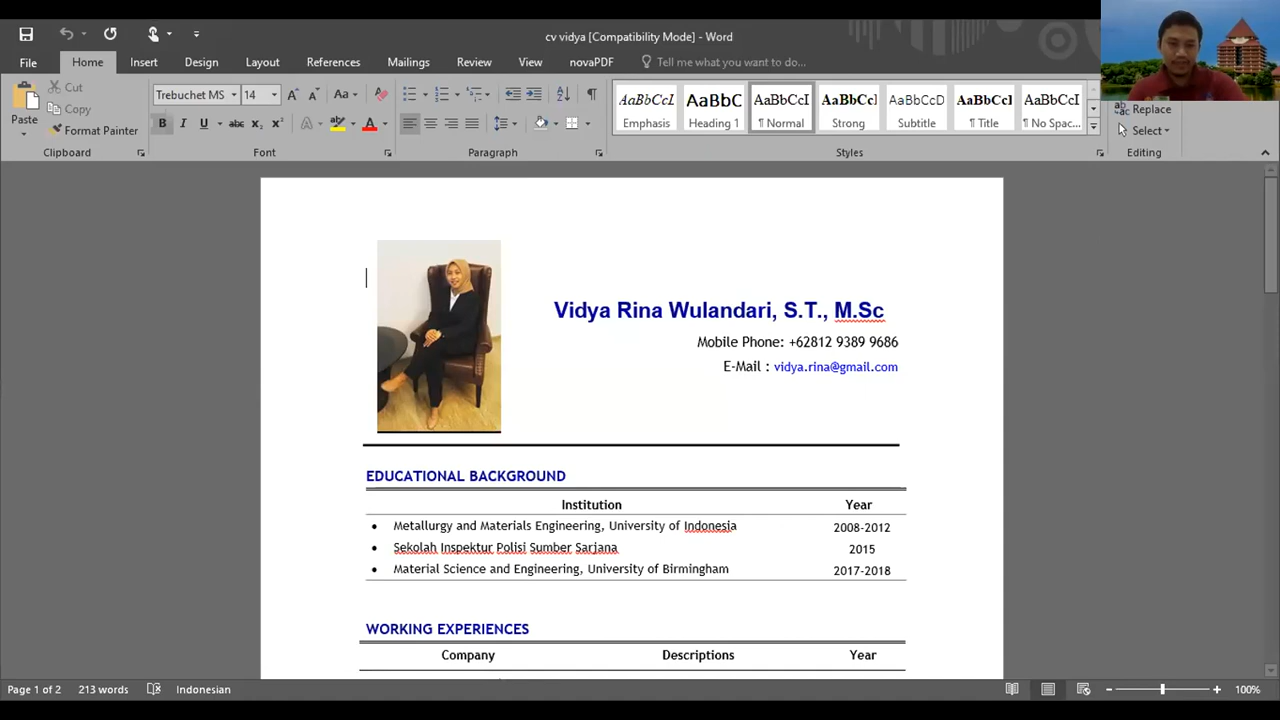 cv vidya [Compatibility Mode] - Word
File Home Insert Design Layout References Mailings Review View novaPDF Tell me what you want to do...
Paste
Cut
Copy
Format Painter
Clipboard
Trebuchet MS 14
Aa
B I U abc X₂ X² A A
Font
Paragraph
AaBbCcI AaBbC AaBbCcI AaBbCcI AaBbCcD AaBbCcI AaBbCcI
Emphasis Heading 1 ¶ Normal Strong Subtitle ¶ Title ¶ No Spac...
Styles
Replace
Select
Editing
Vidya Rina Wulandari, S.T., M.Sc
Mobile Phone: +62812 9389 9686
E-Mail : vidya.rina@gmail.com
EDUCATIONAL BACKGROUND
Institution Year
• Metallurgy and Materials Engineering, University of Indonesia 2008-2012
• Sekolah Inspektur Polisi Sumber Sarjana 2015
• Material Science and Engineering, University of Birmingham 2017-2018
WORKING EXPERIENCES
Company Descriptions Year
Page 1 of 2 213 words Indonesian 100%